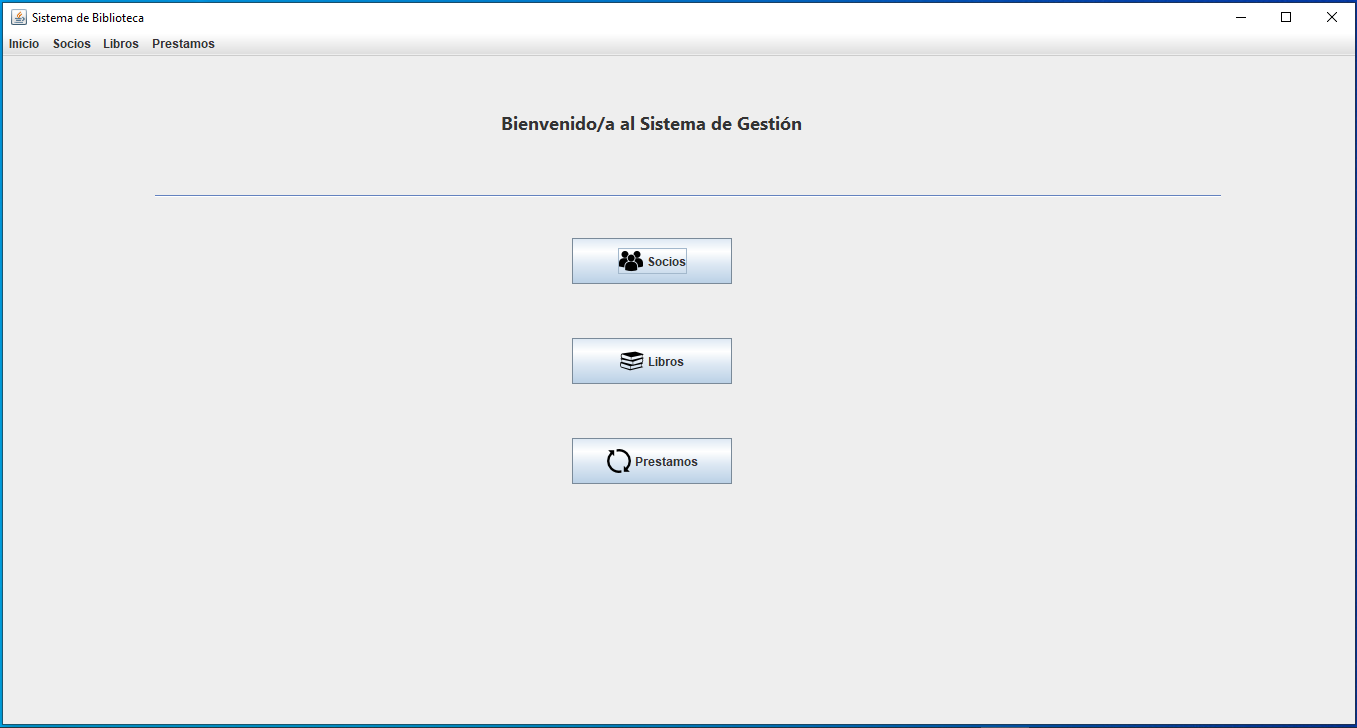 Sistema de Biblioteca
Inicio Socios Libros Prestamos
Bienvenido/a al Sistema de Gestión
Socios
Libros
Prestamos